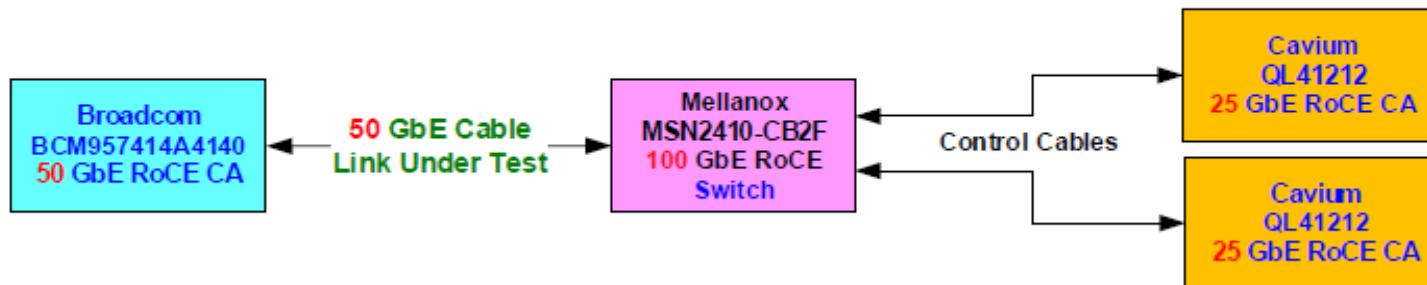 Broadcom
BCM957414A4140
50 GbE RoCE CA
50 GbE Cable
Link Under Test
Mellanox
MSN2410-CB2F
100 GbE RoCE
Switch
Control Cables
Cavium
QL41212
25 GbE RoCE CA
Cavium
QL41212
25 GbE RoCE CA